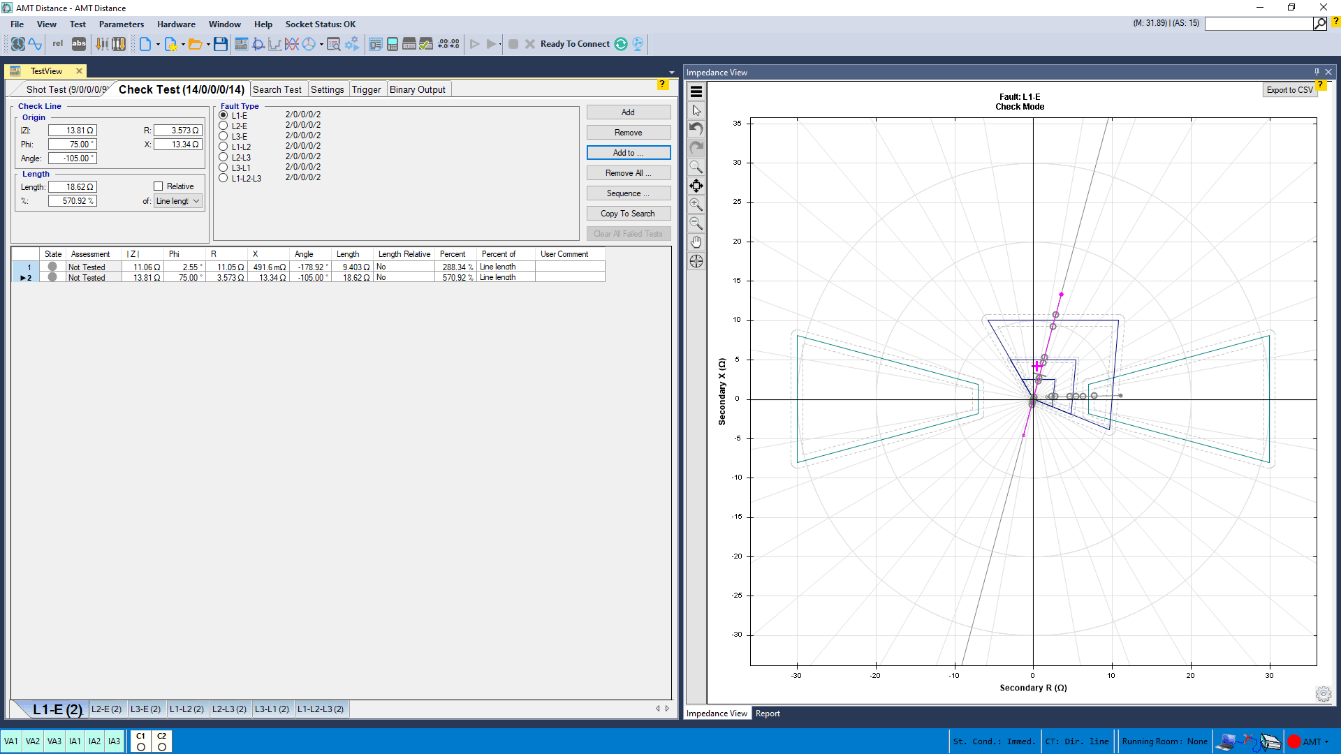 AMT Distance - AMT Distance
File View Test Parameters Hardware Window Help Socket Status: OK
(M: 31.89) | (AS: 15)
rel abs Ready To Connect
TestView
Impedance View
Check Test (14/0/0/0/14) Search Test Settings Trigger Binary Output
Export to CSV
Check Line
Origin
|Z|: 13.81 Ω R: 3.573 Ω
Phi: 75.00 ° X: 13.34 Ω
Angle: -105.00 °
Length
Length: 18.62 Ω Relative
%: 570.92 % of:
Fault Type
L1-E 2/0/0/0/2
L2-E 2/0/0/0/2
L3-E 2/0/0/0/2
L1-L2 2/0/0/0/2
L2-L3 2/0/0/0/2
L3-L1 2/0/0/0/2
L1-L2-L3 2/0/0/0/2
Add
Remove
Add to ...
Remove All ...
Sequence ...
Copy To Search
Clear All Failed Tests
State Assessment |Z| Phi R X Angle Length Length Relative Percent Percent of User Comment
1 Not Tested 11.06 Ω 2.55 ° 11.05 Ω 491.6 mΩ -178.92 ° 9.403 Ω No 288.34 % Line length
2 Not Tested 13.81 Ω 75.00 ° 3.573 Ω 13.34 Ω -105.00 ° 18.62 Ω No 570.92 % Line length
Fault: L1-E
Check Mode
35
30
25
20
15
10
5
0
-5
-10
-15
-20
-25
-30
Secondary X (Ω)
-30 -20 -10 0 10 20 30
Secondary R (Ω)
L1-E (2) L2-E (2) L3-E (2) L1-L2 (2) L2-L3 (2) L3-L1 (2) L1-L2-L3 (2)
Impedance View Report
VA1 VA2 VA3 IA1 IA2 IA3 C1 C2
St. Cond.: Immed. CT: Dir. line Running Room: None AMT